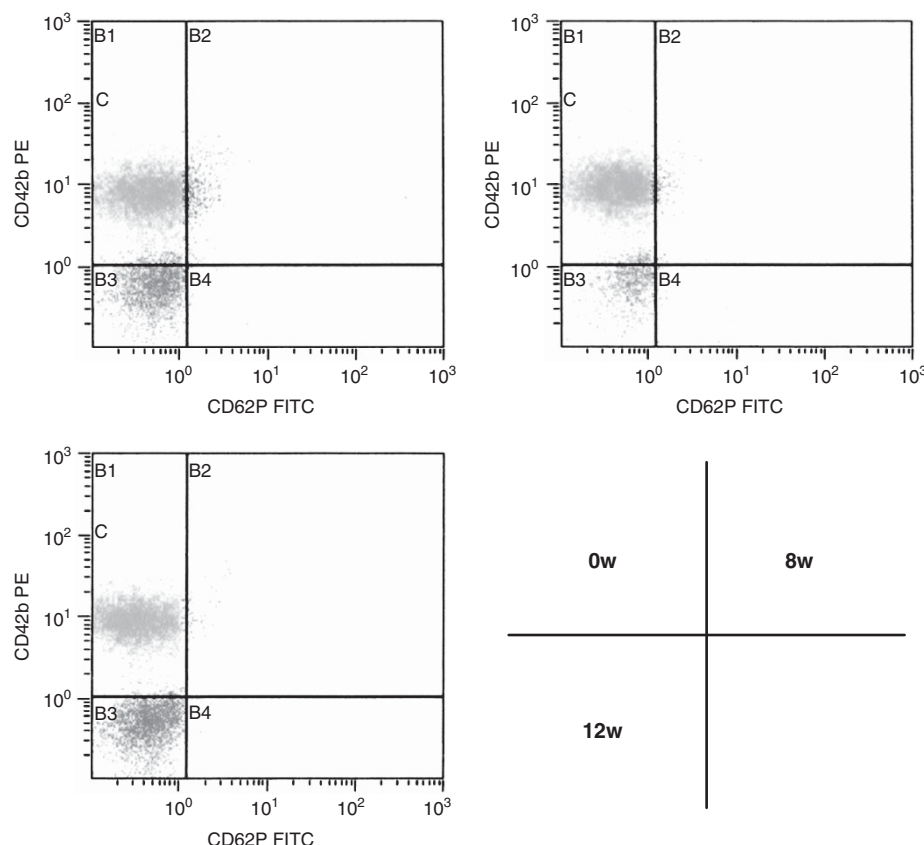 10³
B1 B2
10²
C
CD42b PE
10¹
10⁰
B3 B4
10⁰ 10¹ 10² 10³
CD62P FITC
10³
B1 B2
10²
C
CD42b PE
10¹
10⁰
B3 B4
10⁰ 10¹ 10² 10³
CD62P FITC
10³
B1 B2
10²
C
CD42b PE
10¹
10⁰
B3 B4
10⁰ 10¹ 10² 10³
CD62P FITC
0w 8w
12w